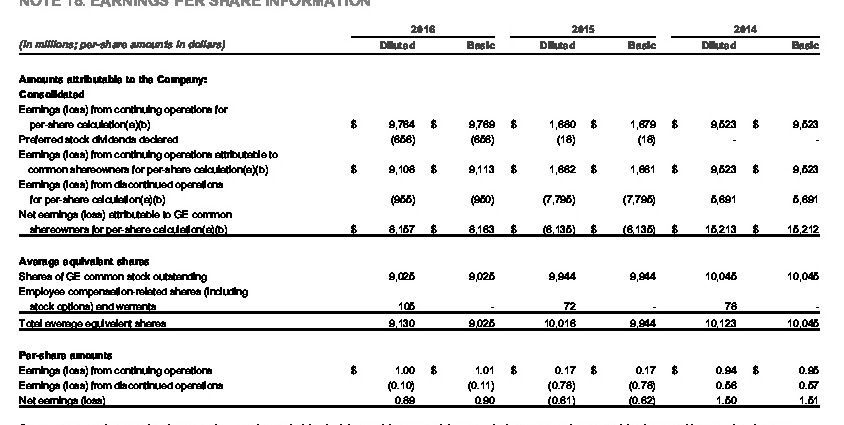 NOTE 18. EARNINGS PER SHARE INFORMATION
2016 2015 2014
(In millions; per-share amounts in dollars) Diluted Basic Diluted Basic Diluted Basic
Amounts attributable to the Company:
Consolidated
Earnings (loss) from continuing operations for
per-share calculation(a)(b) $ 9,764 $ 9,769 $ 1,680 $ 1,679 $ 9,523 $ 9,523
Preferred stock dividends declared (656) (656) (18) (18) - -
Earnings (loss) from continuing operations attributable to
common shareowners for per-share calculation(a)(b) $ 9,108 $ 9,113 $ 1,662 $ 1,661 $ 9,523 $ 9,523
Earnings (loss) from discontinued operations
for per-share calculation(a)(b) (955) (950) (7,795) (7,795) 5,691 5,691
Net earnings (loss) attributable to GE common
shareowners for per-share calculation(a)(b) $ 8,157 $ 8,163 $ (6,135) $ (6,135) $ 15,213 $ 15,212
Average equivalent shares
Shares of GE common stock outstanding 9,025 9,025 9,944 9,944 10,045 10,045
Employee compensation-related shares (including
stock options) and warrants 105 - 72 - 78 -
Total average equivalent shares 9,130 9,025 10,016 9,944 10,123 10,045
Per-share amounts
Earnings (loss) from continuing operations $ 1.00 $ 1.01 $ 0.17 $ 0.17 $ 0.94 $ 0.95
Earnings (loss) from discontinued operations (0.10) (0.11) (0.78) (0.78) 0.56 0.57
Net earnings (loss) 0.89 0.90 (0.61) (0.62) 1.50 1.51